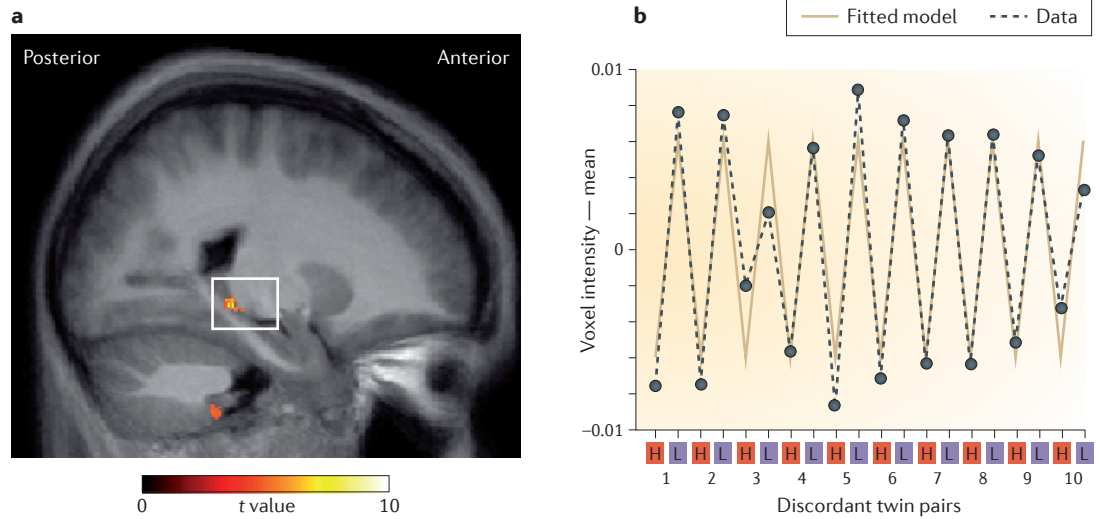 a
Posterior
Anterior
0
10
t value
b
Fitted model
Data
Voxel intensity — mean
0.01
0
–0.01
H L H L H L H L H L H L H L H L H L H L
1 2 3 4 5 6 7 8 9 10
Discordant twin pairs